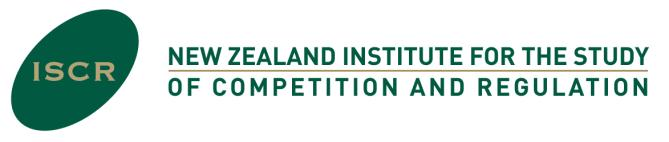 ISCR
NEW ZEALAND INSTITUTE FOR THE STUDY
OF COMPETITION AND REGULATION